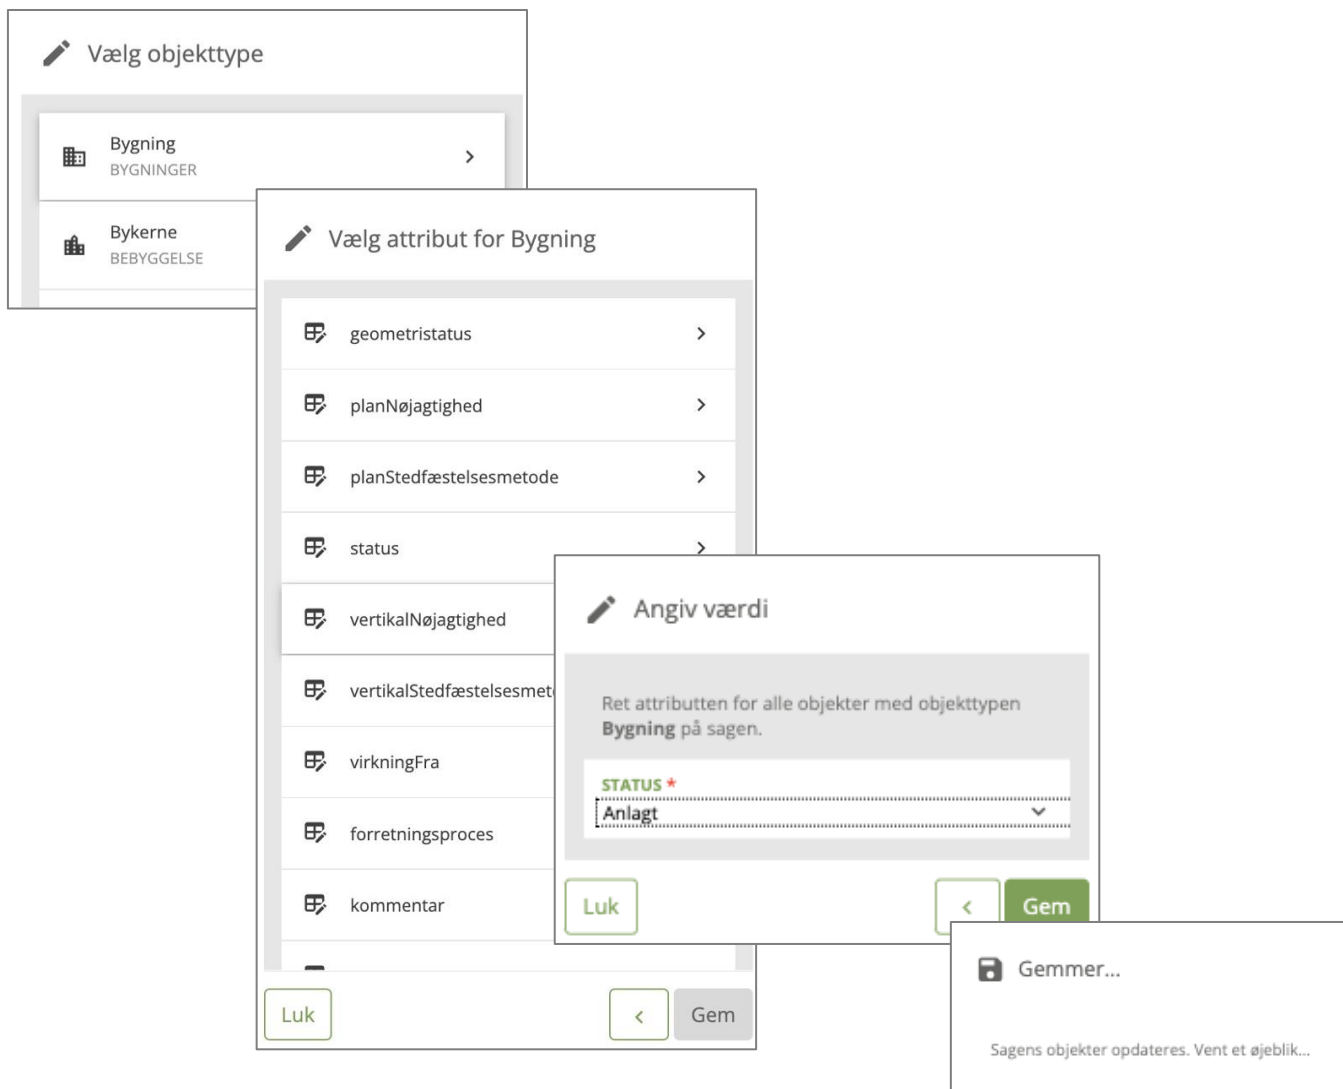 Vælg objekttype
Bygning
BYGNINGER
Bykerne
BEBYGGELSE
Vælg attribut for Bygning
geometristatus
planNøjagtighed
planStedfæstelsesmetode
status
vertikalNøjagtighed
vertikalStedfæstelsesmet
virkningFra
forretningsproces
kommentar
Luk
<
Gem
Angiv værdi
Ret attributten for alle objekter med objekttypen
Bygning på sagen.
STATUS *
Anlagt
Luk
<
Gem
Gemmer...
Sagens objekter opdateres. Vent et øjeblik...